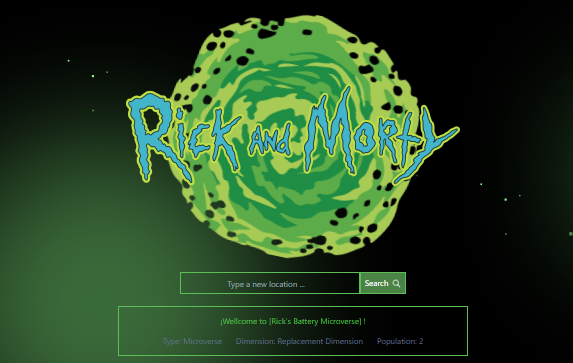 Rick and Morty
Type a new location ...
Search
¡Wellcome to [Rick's Battery Microverse] !
Type: Microverse Dimension: Replacement Dimension Population: 2